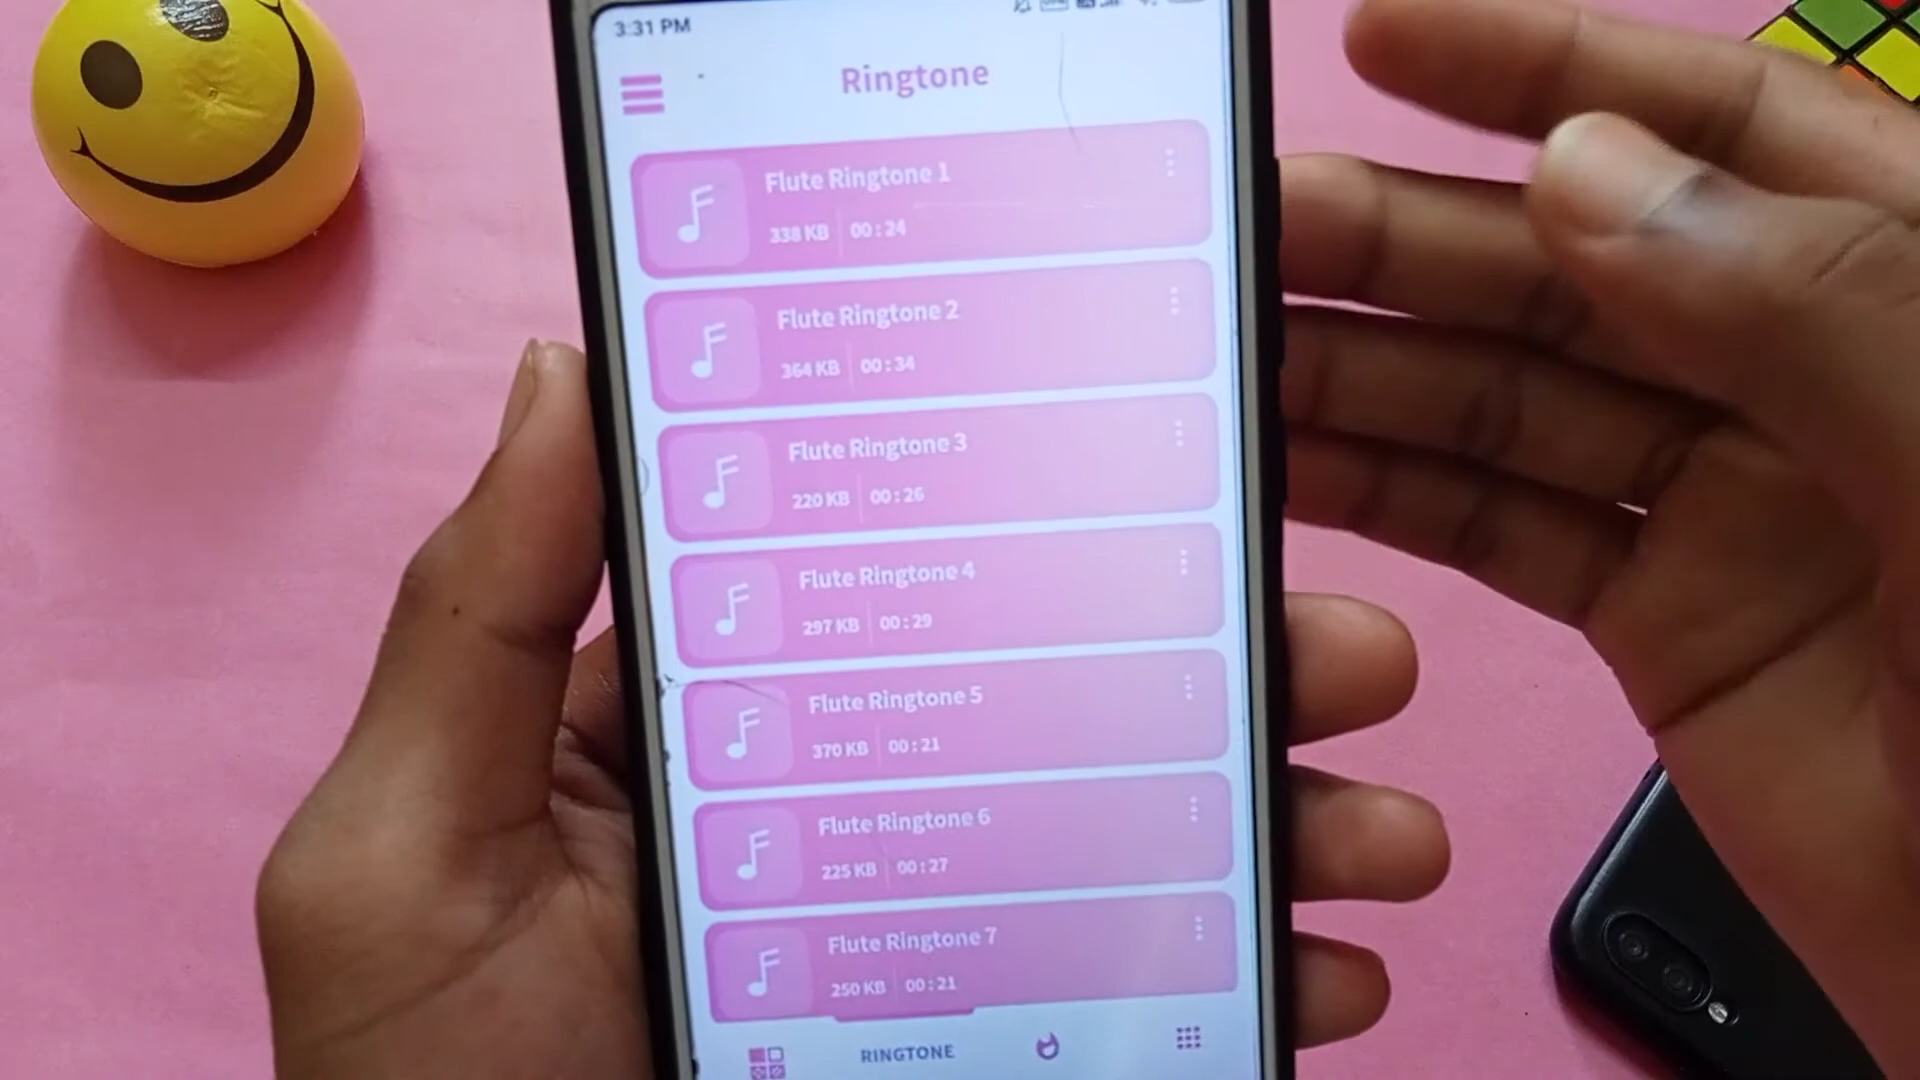 3:31 PM
Ringtone
Flute Ringtone 1
338 KB 00:24
Flute Ringtone 2
364 KB 00:34
Flute Ringtone 3
220 KB 00:26
Flute Ringtone 4
297 KB 00:29
Flute Ringtone 5
370 KB 00:21
Flute Ringtone 6
225 KB 00:27
Flute Ringtone 7
250 KB 00:21
RINGTONE